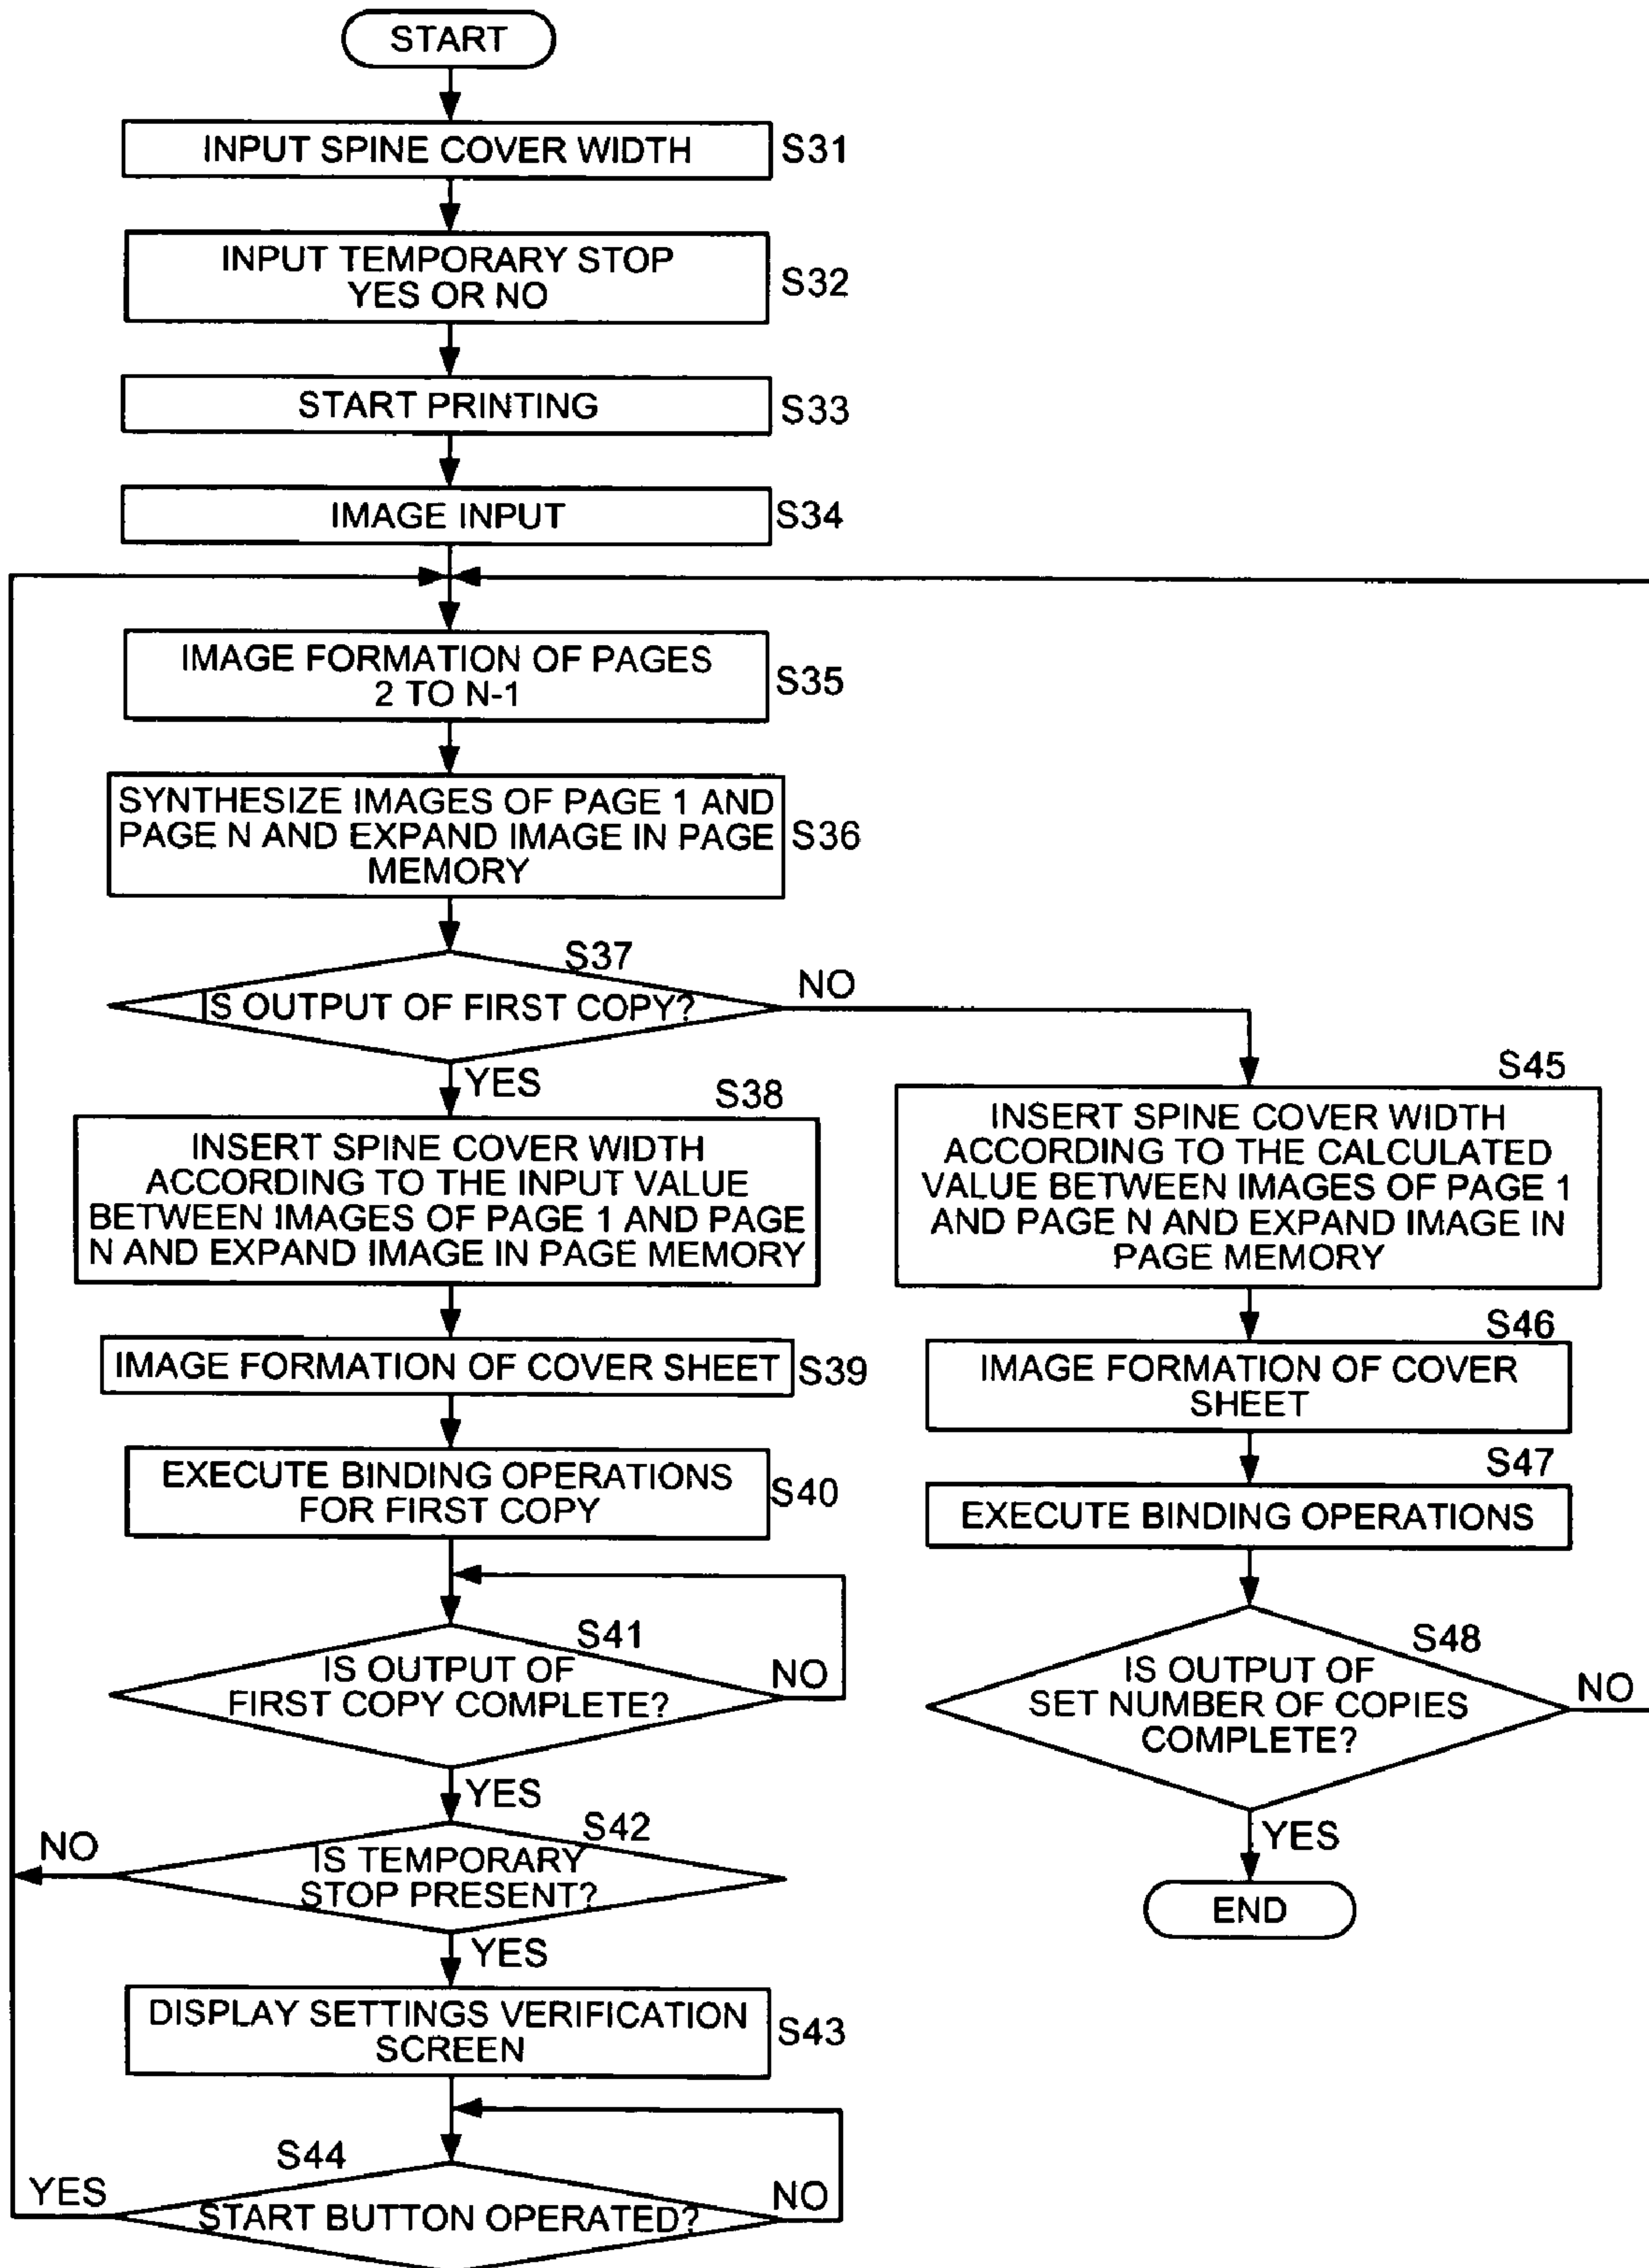 START
INPUT SPINE COVER WIDTH
S31
INPUT TEMPORARY STOP
YES OR NO
S32
START PRINTING
S33
IMAGE INPUT
S34
IMAGE FORMATION OF PAGES
2 TO N-1
S35
SYNTHESIZE IMAGES OF PAGE 1 AND
PAGE N AND EXPAND IMAGE IN PAGE
MEMORY
S36
S37
IS OUTPUT OF FIRST COPY?
NO
YES
S38
INSERT SPINE COVER WIDTH
ACCORDING TO THE INPUT VALUE
BETWEEN IMAGES OF PAGE 1 AND PAGE
N AND EXPAND IMAGE IN PAGE MEMORY
IMAGE FORMATION OF COVER SHEET
S39
EXECUTE BINDING OPERATIONS
FOR FIRST COPY
S40
S41
IS OUTPUT OF
FIRST COPY COMPLETE?
NO
YES
S42
NO
IS TEMPORARY
STOP PRESENT?
YES
DISPLAY SETTINGS VERIFICATION
SCREEN
S43
S44
YES
START BUTTON OPERATED?
NO
S45
INSERT SPINE COVER WIDTH
ACCORDING TO THE CALCULATED
VALUE BETWEEN IMAGES OF PAGE 1
AND PAGE N AND EXPAND IMAGE IN
PAGE MEMORY
S46
IMAGE FORMATION OF COVER
SHEET
S47
EXECUTE BINDING OPERATIONS
S48
IS OUTPUT OF
SET NUMBER OF COPIES
COMPLETE?
NO
YES
END